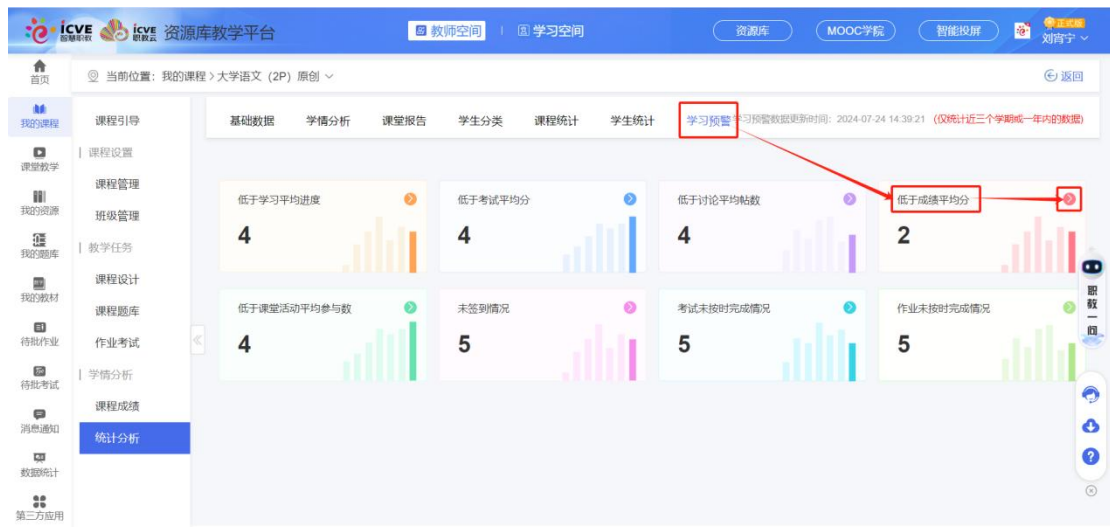 icve 智慧职教 icve 职教云 资源库教学平台 教师空间 学习空间 资源库 MOOC学院 智能投屏 正式版 刘宵宁
首页 当前位置：我的课程 > 大学语文（2P）原创 返回
我的课程
课堂教学
我的资源
我的题库
我的教材
待批作业
待批考试
消息通知
数据统计
第三方应用
课程引导
课程设置
课程管理
班级管理
教学任务
课程设计
课程题库
作业考试
学情分析
课程成绩
统计分析
基础数据 学情分析 课堂报告 学生分类 课程统计 学生统计 学习预警 学习预警数据更新时间：2024-07-24 14:39:21 (仅统计近三个学期或一年内的数据)
低于学习平均进度
4
低于考试平均分
4
低于讨论平均帖数
4
低于成绩平均分
2
低于课堂活动平均参与数
4
未签到情况
5
考试未按时完成情况
5
作业未按时完成情况
5
职教一问